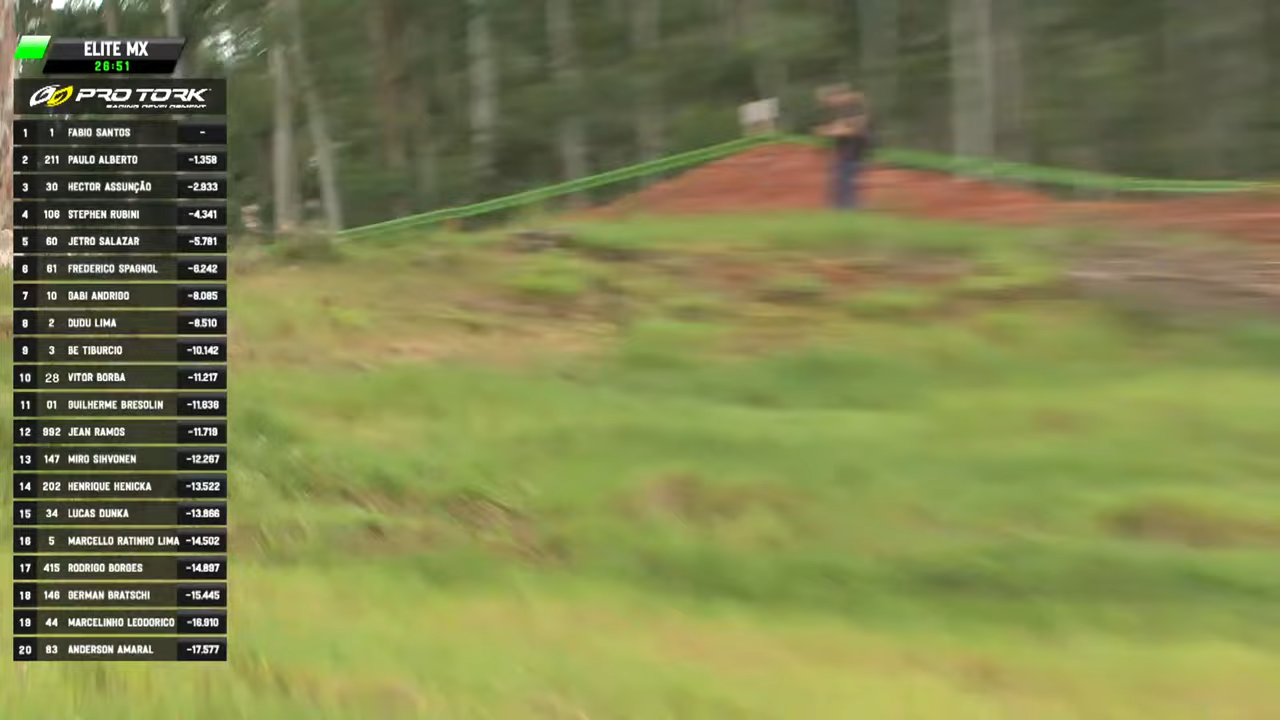 ELITE MX
26:51
PRO TORK
RACING DEVELOPMENT
1 1 FABIO SANTOS -
2 211 PAULO ALBERTO -1.358
3 30 HECTOR ASSUNÇÃO -2.933
4 108 STEPHEN RUBINI -4.341
5 60 JETRO SALAZAR -5.781
6 61 FREDERICO SPAGNOL -6.242
7 10 GABI ANDRIGO -8.085
8 2 DUDU LIMA -8.510
9 3 BE TIBURCIO -10.142
10 28 VITOR BORBA -11.217
11 01 GUILHERME BRESOLIN -11.636
12 992 JEAN RAMOS -11.719
13 147 MIRO SIHVONEN -12.267
14 202 HENRIQUE HENICKA -13.522
15 34 LUCAS DUNKA -13.866
16 5 MARCELLO RATINHO LIMA -14.502
17 415 RODRIGO BORGES -14.897
18 146 GERMAN BRATSCHI -15.445
19 44 MARCELINHO LEODORICO -16.910
20 83 ANDERSON AMARAL -17.577